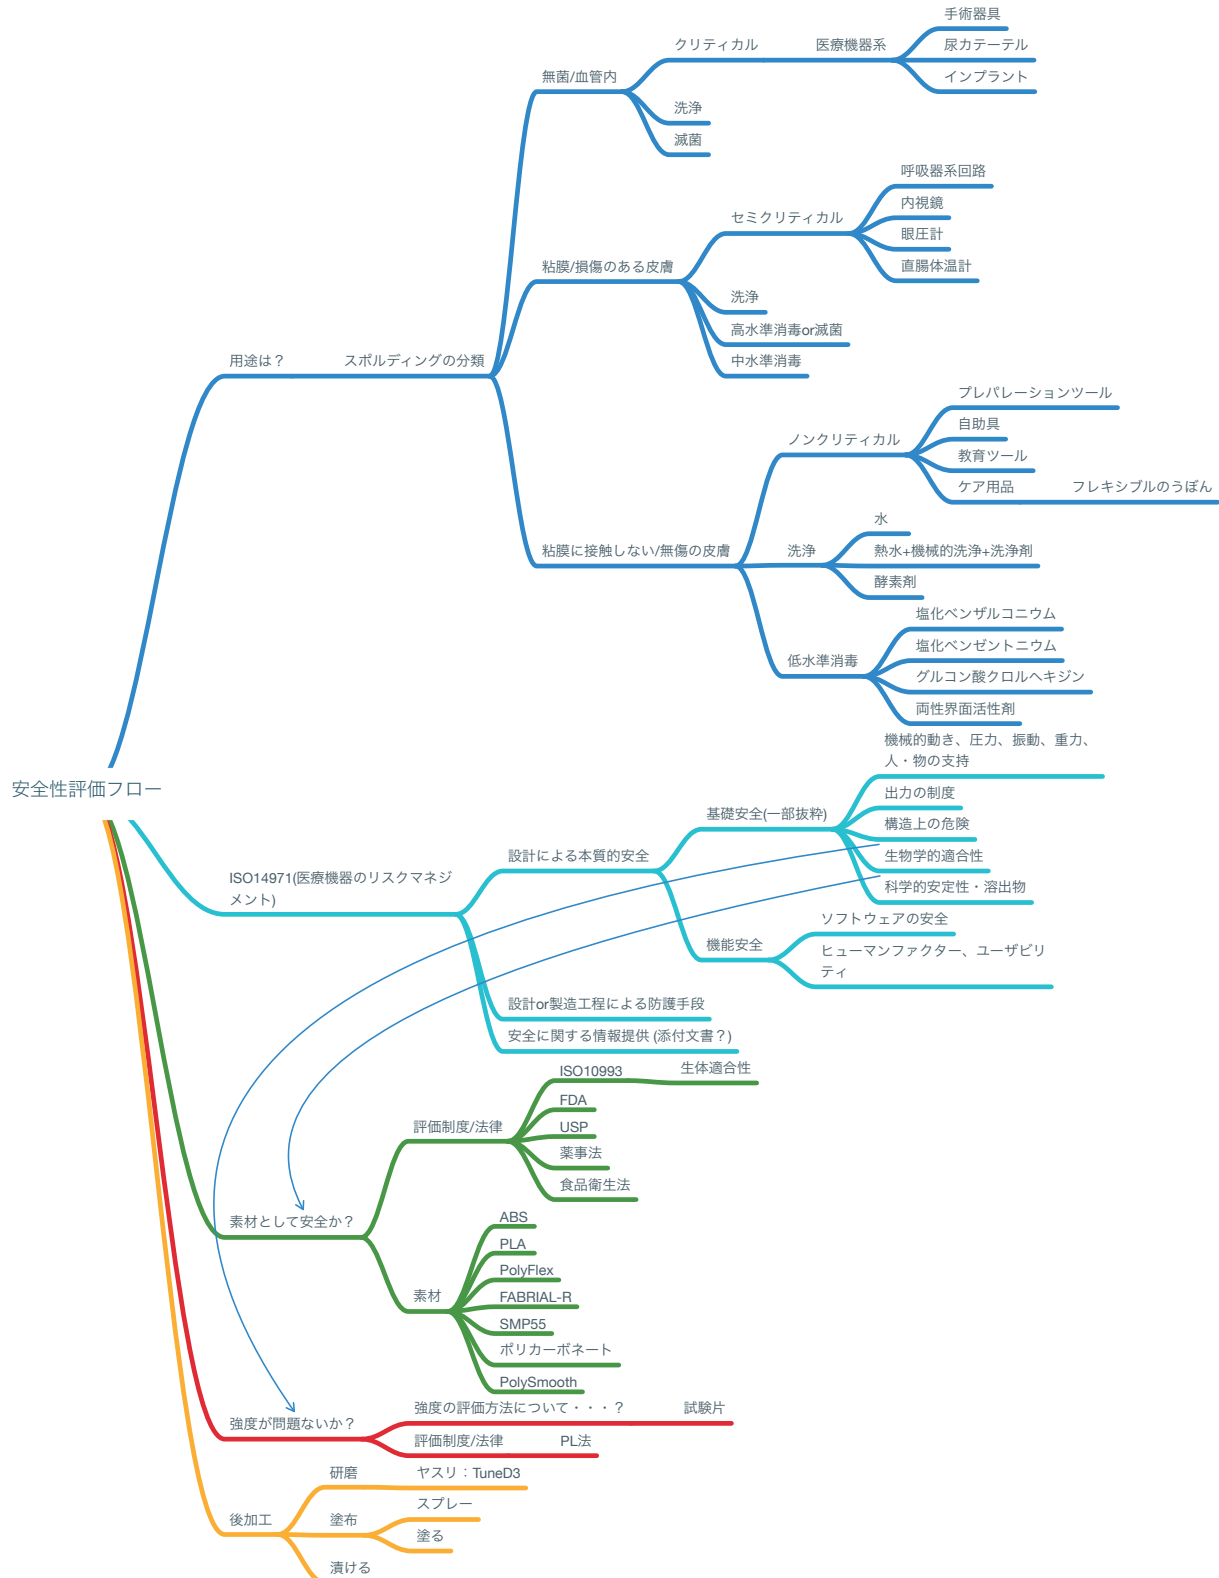 手術器具
クリティカル
医療機器系
尿カテーテル
インプラント
無菌/血管内
洗浄
滅菌
呼吸器系回路
内視鏡
セミクリティカル
眼圧計
直腸体温計
粘膜/損傷のある皮膚
洗浄
高水準消毒or滅菌
中水準消毒
用途は？
スポルディングの分類
プレパレーションツール
自助具
ノンクリティカル
教育ツール
ケア用品
フレキシブルのうぼん
水
粘膜に接触しない/無傷の皮膚
洗浄
熱水+機械的洗浄+洗浄剤
酵素剤
塩化ベンザルコニウム
塩化ベンゼントニウム
低水準消毒
グルコン酸クロルヘキジン
両性界面活性剤
安全性評価フロー
機械的動き、圧力、振動、重力、
人・物の支持
出力の制度
基礎安全(一部抜粋)
構造上の危険
設計による本質的安全
生物学的適合性
科学的安定性・溶出物
ISO14971(医療機器のリスクマネジ
メント)
ソフトウェアの安全
機能安全
ヒューマンファクター、ユーザビリ
ティ
設計or製造工程による防護手段
安全に関する情報提供 (添付文書？)
ISO10993
生体適合性
FDA
評価制度/法律
USP
薬事法
食品衛生法
素材として安全か？
ABS
PLA
PolyFlex
素材
FABRIAL-R
SMP55
ポリカーボネート
PolySmooth
強度が問題ないか？
強度の評価方法について・・・？
試験片
評価制度/法律
PL法
研磨
ヤスリ：TuneD3
後加工
塗布
スプレー
塗る
漬ける